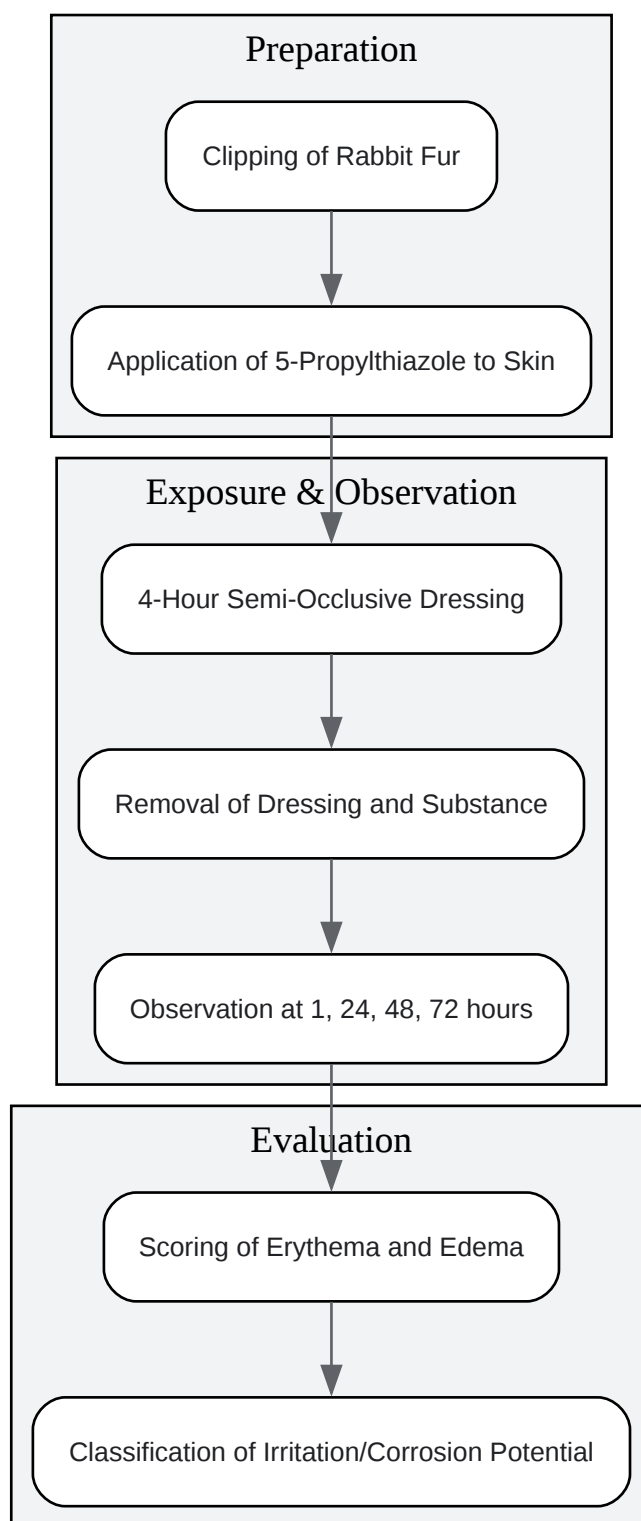 Preparation
Clipping of Rabbit Fur
Application of 5-Propylthiazole to Skin
Exposure & Observation
4-Hour Semi-Occlusive Dressing
Removal of Dressing and Substance
Observation at 1, 24, 48, 72 hours
Evaluation
Scoring of Erythema and Edema
Classification of Irritation/Corrosion Potential